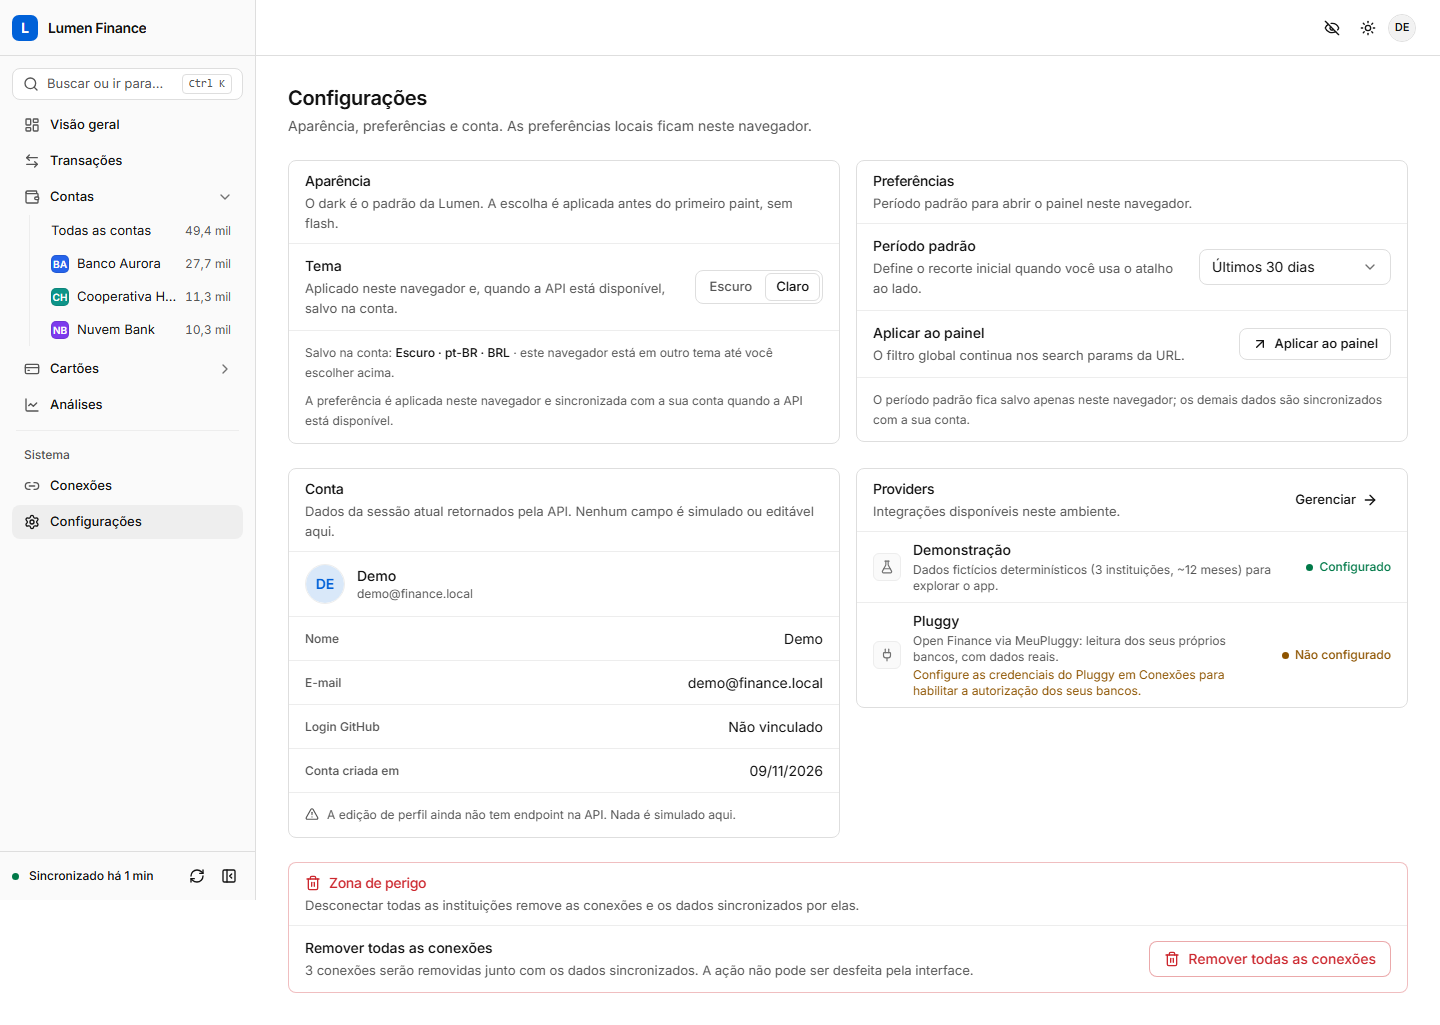 L Lumen Finance
DE
Buscar ou ir para... Ctrl K
Visão geral
Transações
Contas
Todas as contas 49,4 mil
BA Banco Aurora 27,7 mil
CH Cooperativa H... 11,3 mil
NB Nuvem Bank 10,3 mil
Cartões
Análises
Sistema
Conexões
Configurações
Sincronizado há 1 min
Configurações
Aparência, preferências e conta. As preferências locais ficam neste navegador.
Aparência
O dark é o padrão da Lumen. A escolha é aplicada antes do primeiro paint, sem
flash.
Tema
Aplicado neste navegador e, quando a API está disponível,
salvo na conta.
Escuro Claro
Salvo na conta: Escuro · pt-BR · BRL · este navegador está em outro tema até você
escolher acima.
A preferência é aplicada neste navegador e sincronizada com a sua conta quando a API
está disponível.
Preferências
Período padrão para abrir o painel neste navegador.
Período padrão
Define o recorte inicial quando você usa o atalho
ao lado.
Últimos 30 dias
Aplicar ao painel
O filtro global continua nos search params da URL.
Aplicar ao painel
O período padrão fica salvo apenas neste navegador; os demais dados são sincronizados
com a sua conta.
Conta
Dados da sessão atual retornados pela API. Nenhum campo é simulado ou editável
aqui.
DE
Demo
demo@finance.local
Nome Demo
E-mail demo@finance.local
Login GitHub Não vinculado
Conta criada em 09/11/2026
A edição de perfil ainda não tem endpoint na API. Nada é simulado aqui.
Providers
Integrações disponíveis neste ambiente.
Gerenciar
Demonstração
Dados fictícios determinísticos (3 instituições, ~12 meses) para
explorar o app.
Configurado
Pluggy
Open Finance via MeuPluggy: leitura dos seus próprios
bancos, com dados reais.
Configure as credenciais do Pluggy em Conexões para
habilitar a autorização dos seus bancos.
Não configurado
Zona de perigo
Desconectar todas as instituições remove as conexões e os dados sincronizados por elas.
Remover todas as conexões
3 conexões serão removidas junto com os dados sincronizados. A ação não pode ser desfeita pela interface.
Remover todas as conexões